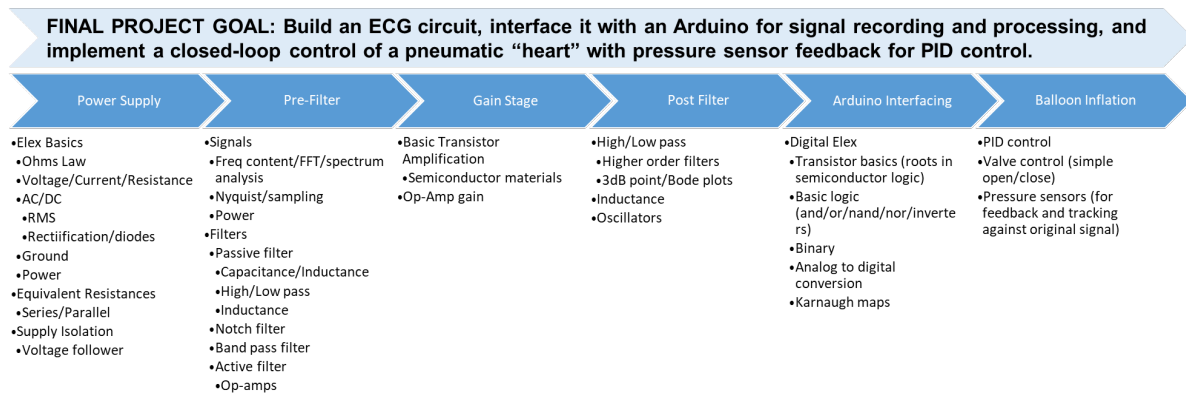 FINAL PROJECT GOAL: Build an ECG circuit, interface it with an Arduino for signal recording and processing, and
implement a closed-loop control of a pneumatic “heart” with pressure sensor feedback for PID control.
Power Supply
•Elex Basics
•Ohms Law
•Voltage/Current/Resistance
•AC/DC
•RMS
•Rectiification/diodes
•Ground
•Power
•Equivalent Resistances
•Series/Parallel
•Supply Isolation
•Voltage follower
Pre-Filter
•Signals
•Freq content/FFT/spectrum
analysis
•Nyquist/sampling
•Power
•Filters
•Passive filter
•Capacitance/Inductance
•High/Low pass
•Inductance
•Notch filter
•Band pass filter
•Active filter
•Op-amps
Gain Stage
•Basic Transistor
Amplification
•Semiconductor materials
•Op-Amp gain
Post Filter
•High/Low pass
•Higher order filters
•3dB point/Bode plots
•Inductance
•Oscillators
Arduino Interfacing
•Digital Elex
•Transistor basics (roots in
semiconductor logic)
•Basic logic
(and/or/nand/nor/inverte
rs)
•Binary
•Analog to digital
conversion
•Karnaugh maps
Balloon Inflation
•PID control
•Valve control (simple
open/close)
•Pressure sensors (for
feedback and tracking
against original signal)